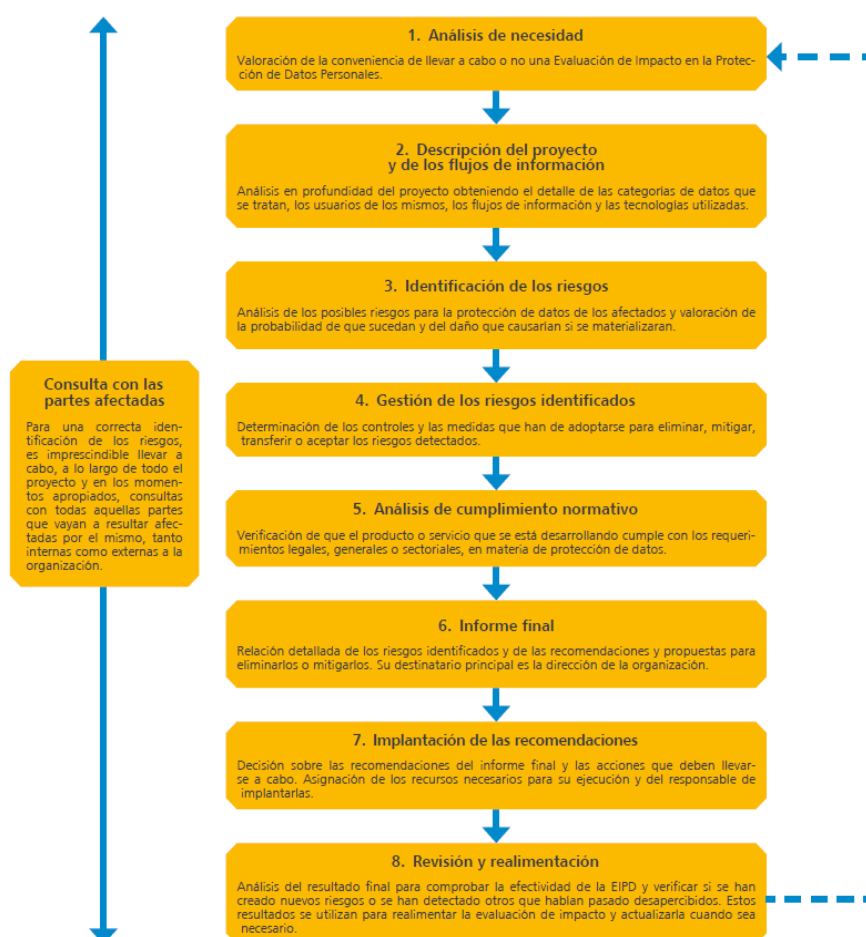 1. Análisis de necesidad
Valoración de la conveniencia de llevar a cabo o no una Evaluación de Impacto en la Protec-
ción de Datos Personales.
2. Descripción del proyecto
y de los flujos de información
Análisis en profundidad del proyecto obteniendo el detalle de las categorías de datos que
se tratan, los usuarios de los mismos, los flujos de información y las tecnologías utilizadas.
3. Identificación de los riesgos
Análisis de los posibles riesgos para la protección de datos de los afectados y valoración de
la probabilidad de que sucedan y del daño que causarían si se materializaran.
Consulta con las
partes afectadas
Para una correcta iden-
tificación de los riesgos,
es imprescindible llevar a
cabo, a lo largo de todo el
proyecto y en los momen-
tos apropiados, consultas
con todas aquellas partes
que vayan a resultar afec-
tadas por el mismo, tanto
internas como externas a la
organización.
4. Gestión de los riesgos identificados
Determinación de los controles y las medidas que han de adoptarse para eliminar, mitigar,
transferir o aceptar los riesgos detectados.
5. Análisis de cumplimiento normativo
Verificación de que el producto o servicio que se está desarrollando cumple con los requeri-
mientos legales, generales o sectoriales, en materia de protección de datos.
6. Informe final
Relación detallada de los riesgos identificados y de las recomendaciones y propuestas para
eliminarlos o mitigarlos. Su destinatario principal es la dirección de la organización.
7. Implantación de las recomendaciones
Decisión sobre las recomendaciones del informe final y las acciones que deben llevar-
se a cabo. Asignación de los recursos necesarios para su ejecución y del responsable de
implantarlas.
8. Revisión y realimentación
Análisis del resultado final para comprobar la efectividad de la EIPD y verificar si se han
creado nuevos riesgos o se han detectado otros que habían pasado desapercibidos. Estos
resultados se utilizan para realimentar la evaluación de impacto y actualizarla cuando sea
necesario.